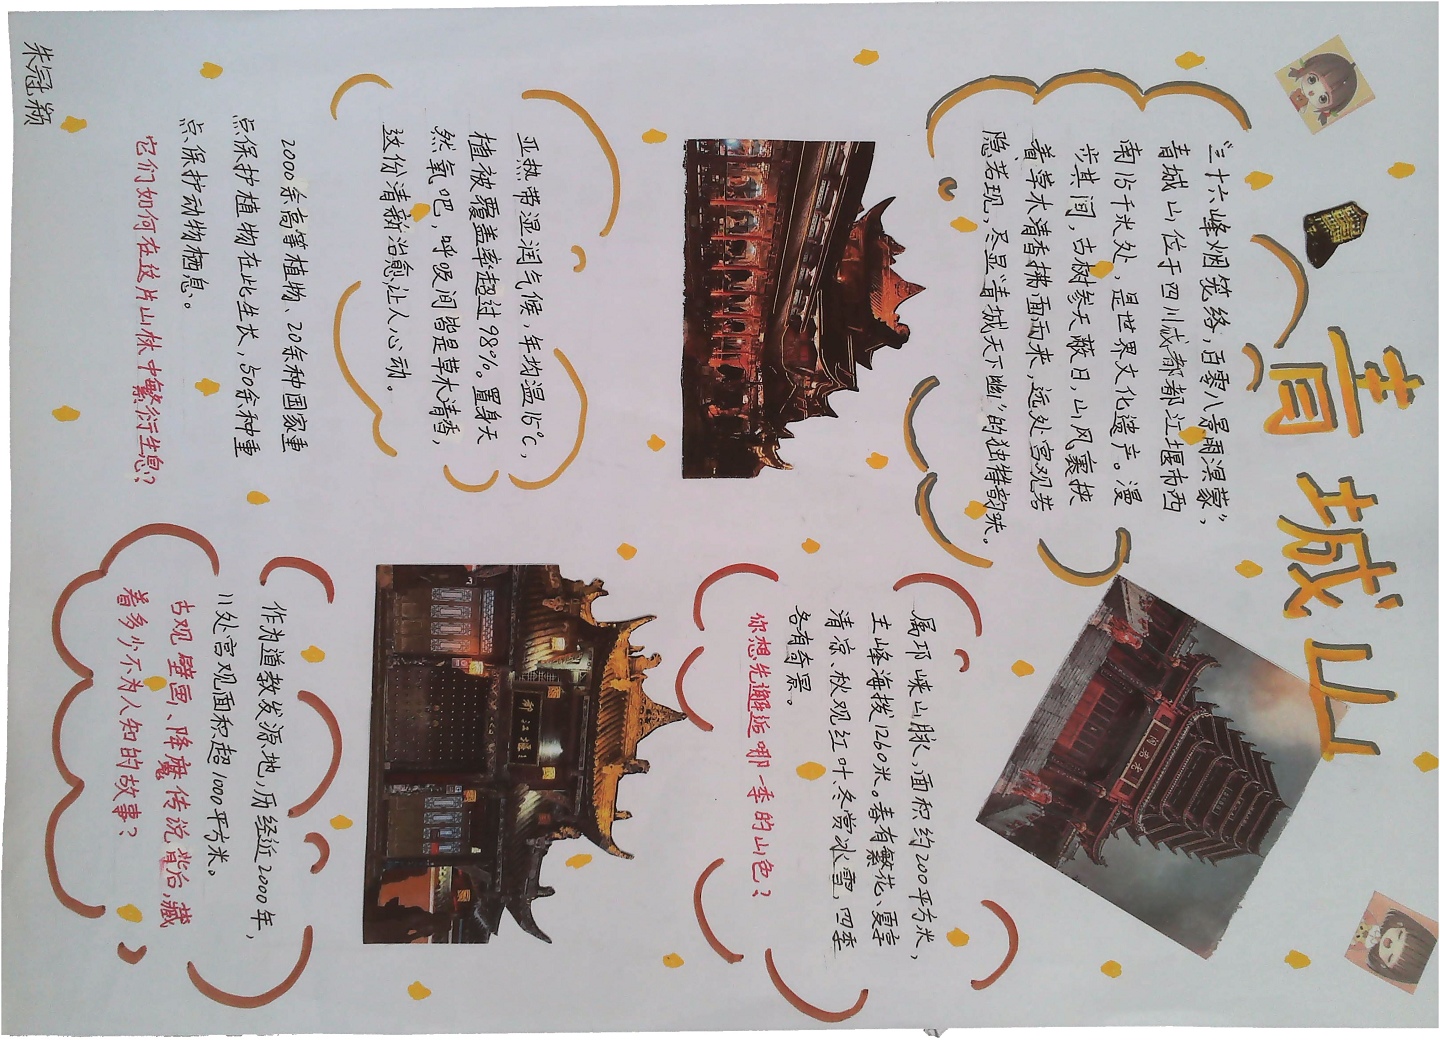 青城山
老君阁
“三十六峰烟笼络，百零八景雨溟蒙”，
青城山位于四川成都都江堰市西
南15千米处，是世界文化遗产。漫
步其间，古树参天蔽日，山风裹挟
着草木清香拂面而来，远处宫观若
隐若现，尽显“青城天下幽”的独特韵味。
属邛崃山脉，面积约200平方米，
主峰海拨1260米。春有繁花、夏享
清凉、秋观红叶、冬赏冰雪，四季
各有奇景。
你想先邂逅哪一季的山色？
都江堰
亚热带湿润气候，年均温15℃，
植被覆盖率超过98%。置身天
然氧吧，呼吸间皆是草木清香，
这份清新治愈，让人心动。
2000余高等植物、20余种国家重
点保护植物在此生长，50余种重
点保护动物栖息。
它们如何在这片山林中繁衍生息？
作为道教发源地，历经近2000年，
11处宫观面积超1000平方米。
古观壁画、降魔传说背后，藏
着多少不为人知的故事？
朱冠颖